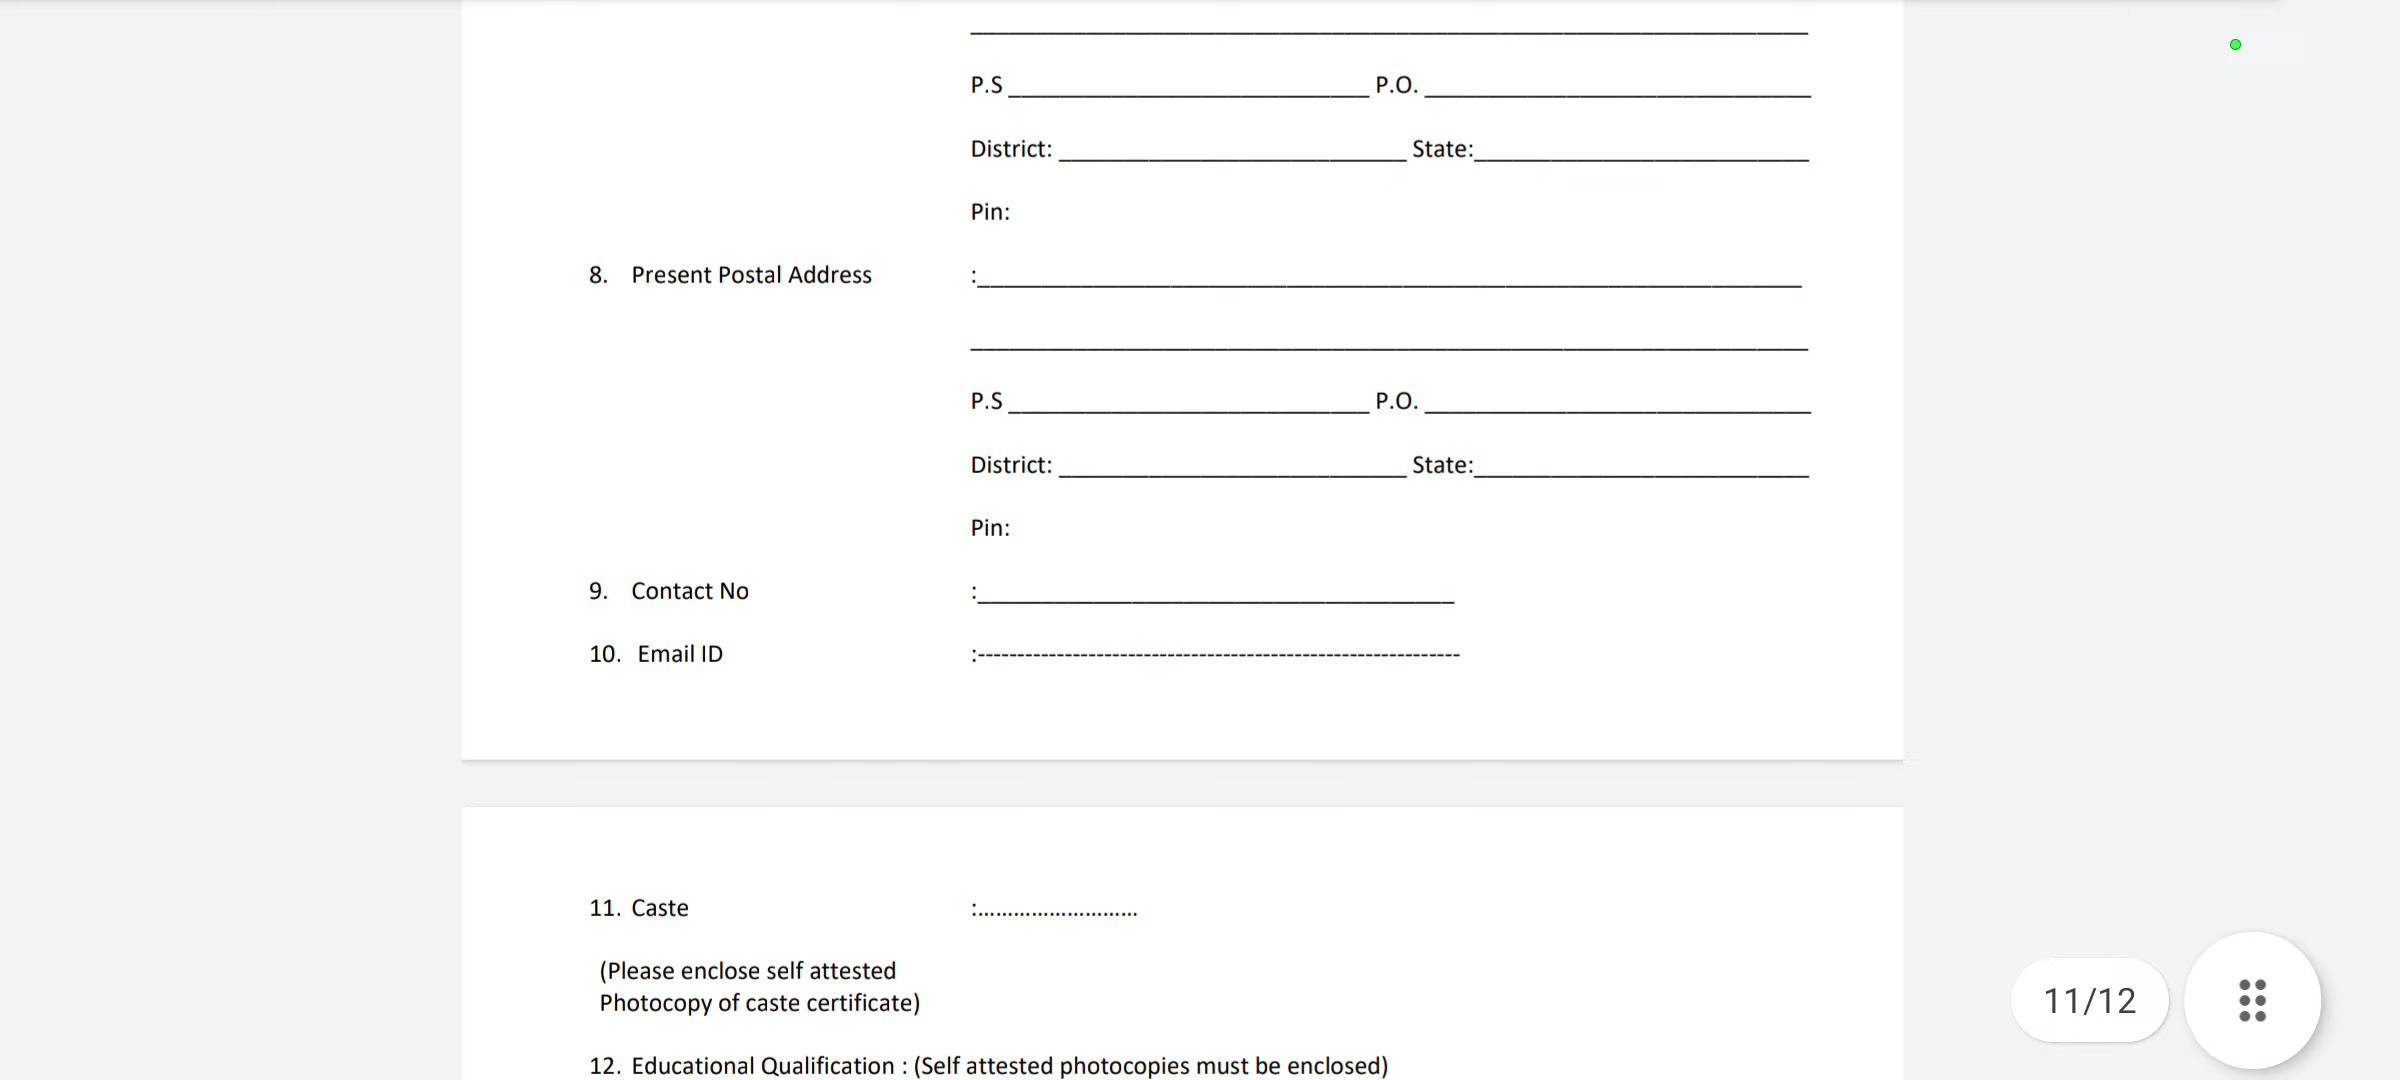 P.S ____________________________ P.O. ______________________________
District: ___________________________ State:__________________________
Pin:
8. Present Postal Address :________________________________________________________________
_________________________________________________________________
P.S ____________________________ P.O. ______________________________
District: ___________________________ State:__________________________
Pin:
9. Contact No :_____________________________________
10. Email ID :-------------------------------------------------------------
11. Caste :...........................
(Please enclose self attested
Photocopy of caste certificate)
11/12
12. Educational Qualification : (Self attested photocopies must be enclosed)